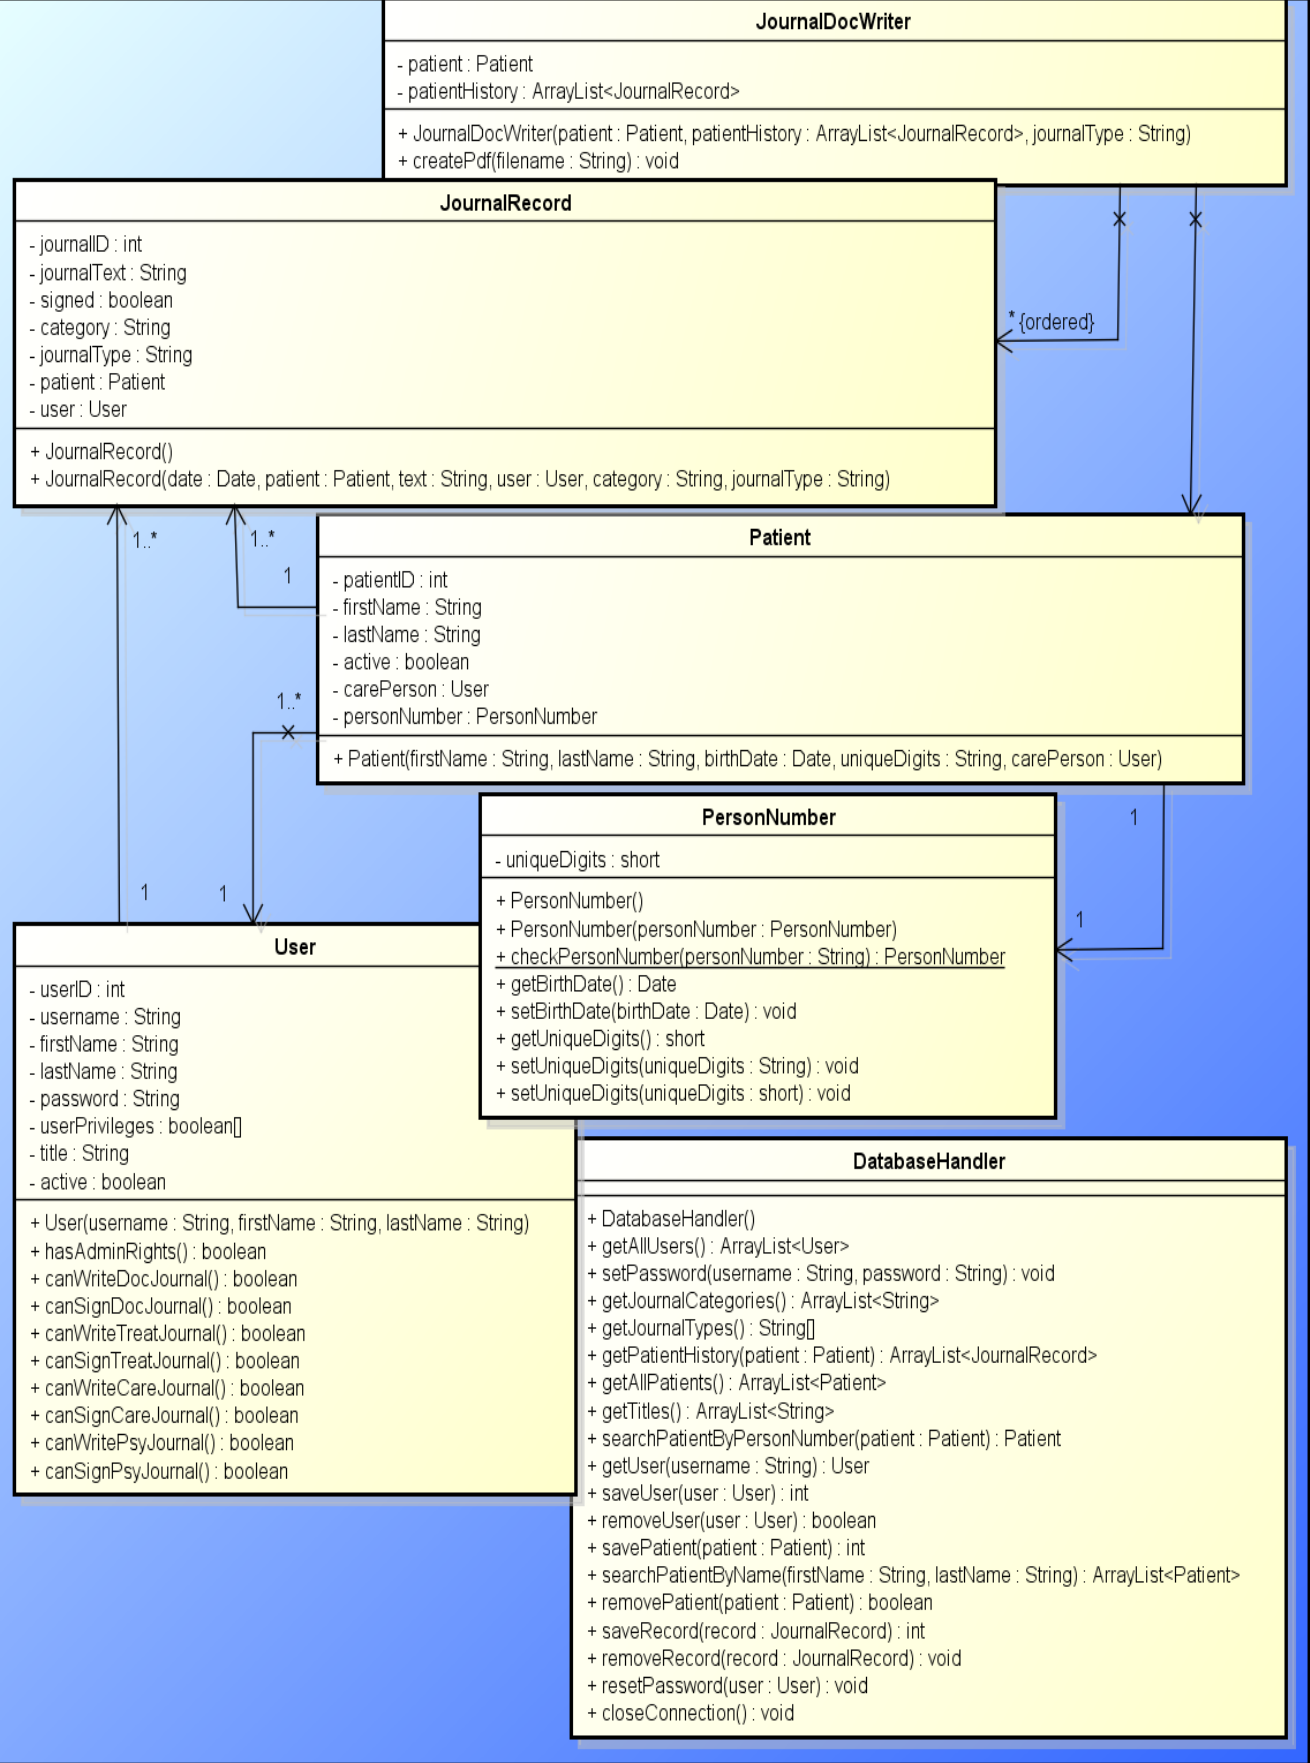 JournalDocWriter
- patient : Patient
- patientHistory : ArrayList<JournalRecord>
+ JournalDocWriter(patient : Patient, patientHistory : ArrayList<JournalRecord>, journalType : String)
+ createPdf(filename : String) : void
JournalRecord
- journalID : int
- journalText : String
- signed : boolean
- category : String
- journalType : String
- patient : Patient
- user : User
+ JournalRecord()
+ JournalRecord(date : Date, patient : Patient, text : String, user : User, category : String, journalType : String)
* {ordered}
1..*
1..*
1
Patient
- patientID : int
- firstName : String
- lastName : String
- active : boolean
- carePerson : User
- personNumber : PersonNumber
+ Patient(firstName : String, lastName : String, birthDate : Date, uniqueDigits : String, carePerson : User)
1..*
1
1
1
1
PersonNumber
- uniqueDigits : short
+ PersonNumber()
+ PersonNumber(personNumber : PersonNumber)
+ checkPersonNumber(personNumber : String) : PersonNumber
+ getBirthDate() : Date
+ setBirthDate(birthDate : Date) : void
+ getUniqueDigits() : short
+ setUniqueDigits(uniqueDigits : String) : void
+ setUniqueDigits(uniqueDigits : short) : void
User
- userID : int
- username : String
- firstName : String
- lastName : String
- password : String
- userPrivileges : boolean[]
- title : String
- active : boolean
+ User(username : String, firstName : String, lastName : String)
+ hasAdminRights() : boolean
+ canWriteDocJournal() : boolean
+ canSignDocJournal() : boolean
+ canWriteTreatJournal() : boolean
+ canSignTreatJournal() : boolean
+ canWriteCareJournal() : boolean
+ canSignCareJournal() : boolean
+ canWritePsyJournal() : boolean
+ canSignPsyJournal() : boolean
DatabaseHandler
+ DatabaseHandler()
+ getAllUsers() : ArrayList<User>
+ setPassword(username : String, password : String) : void
+ getJournalCategories() : ArrayList<String>
+ getJournalTypes() : String[]
+ getPatientHistory(patient : Patient) : ArrayList<JournalRecord>
+ getAllPatients() : ArrayList<Patient>
+ getTitles() : ArrayList<String>
+ searchPatientByPersonNumber(patient : Patient) : Patient
+ getUser(username : String) : User
+ saveUser(user : User) : int
+ removeUser(user : User) : boolean
+ savePatient(patient : Patient) : int
+ searchPatientByName(firstName : String, lastName : String) : ArrayList<Patient>
+ removePatient(patient : Patient) : boolean
+ saveRecord(record : JournalRecord) : int
+ removeRecord(record : JournalRecord) : void
+ resetPassword(user : User) : void
+ closeConnection() : void